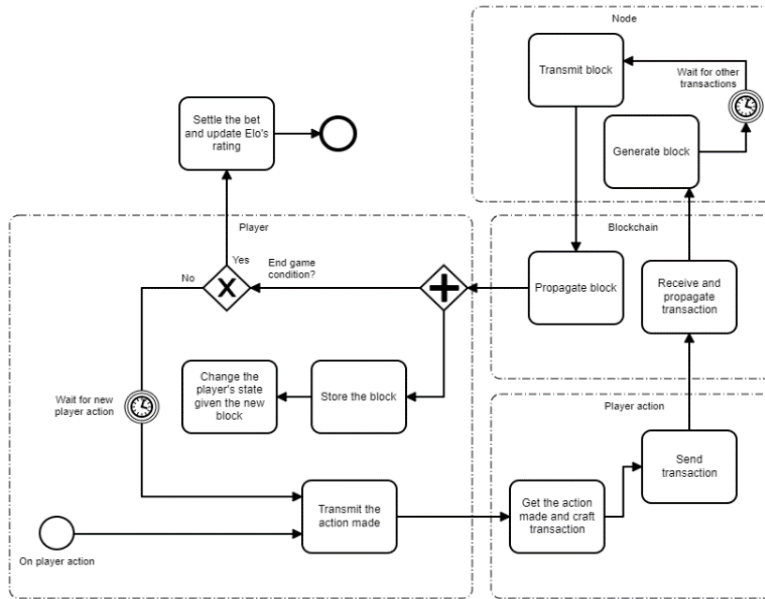 Node
Transmit block
Wait for other
transactions
Settle the bet
and update Elo's
rating
Generate block
Player
Blockchain
Yes
End game
condition?
No
Propagate block
Receive and
propagate
transaction
Change the
player's state
given the new
block
Store the block
Wait for new
player action
Player action
Send
transaction
Transmit the
action made
Get the action
made and craft
transaction
On player action